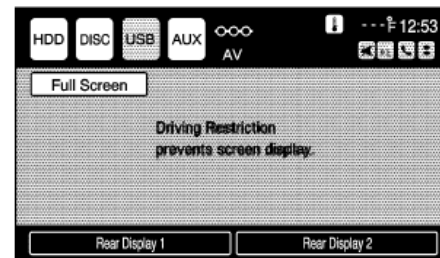 HDD DISC USB AUX AV ---°F 12:53
Full Screen
Driving Restriction
prevents screen display.
Rear Display 1 Rear Display 2